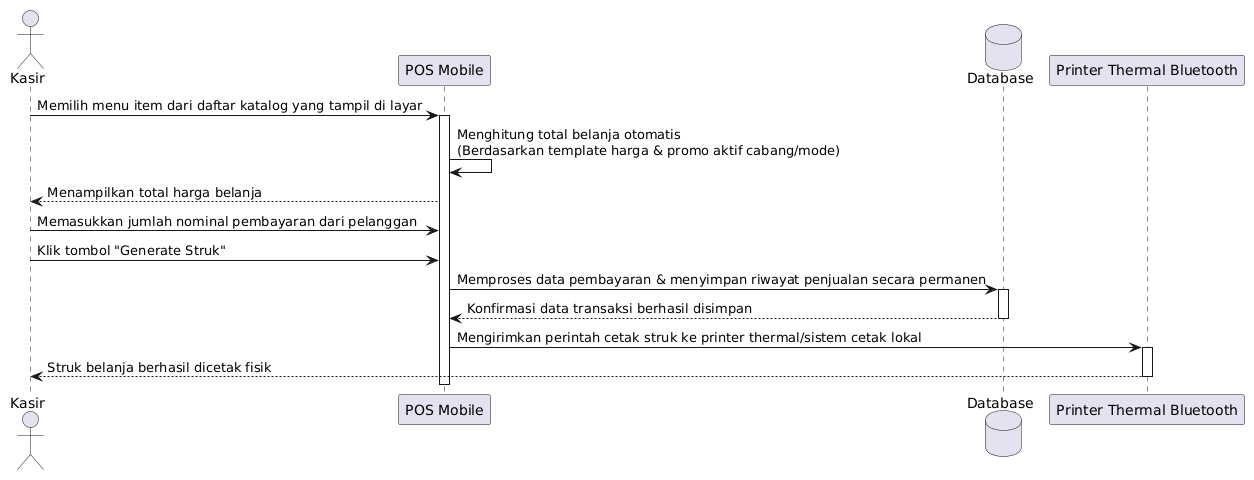 Kasir
POS Mobile
Database
Printer Thermal Bluetooth
Memilih menu item dari daftar katalog yang tampil di layar
Menghitung total belanja otomatis
(Berdasarkan template harga & promo aktif cabang/mode)
Menampilkan total harga belanja
Memasukkan jumlah nominal pembayaran dari pelanggan
Klik tombol "Generate Struk"
Memproses data pembayaran & menyimpan riwayat penjualan secara permanen
Konfirmasi data transaksi berhasil disimpan
Mengirimkan perintah cetak struk ke printer thermal/sistem cetak lokal
Struk belanja berhasil dicetak fisik
Kasir
POS Mobile
Database
Printer Thermal Bluetooth